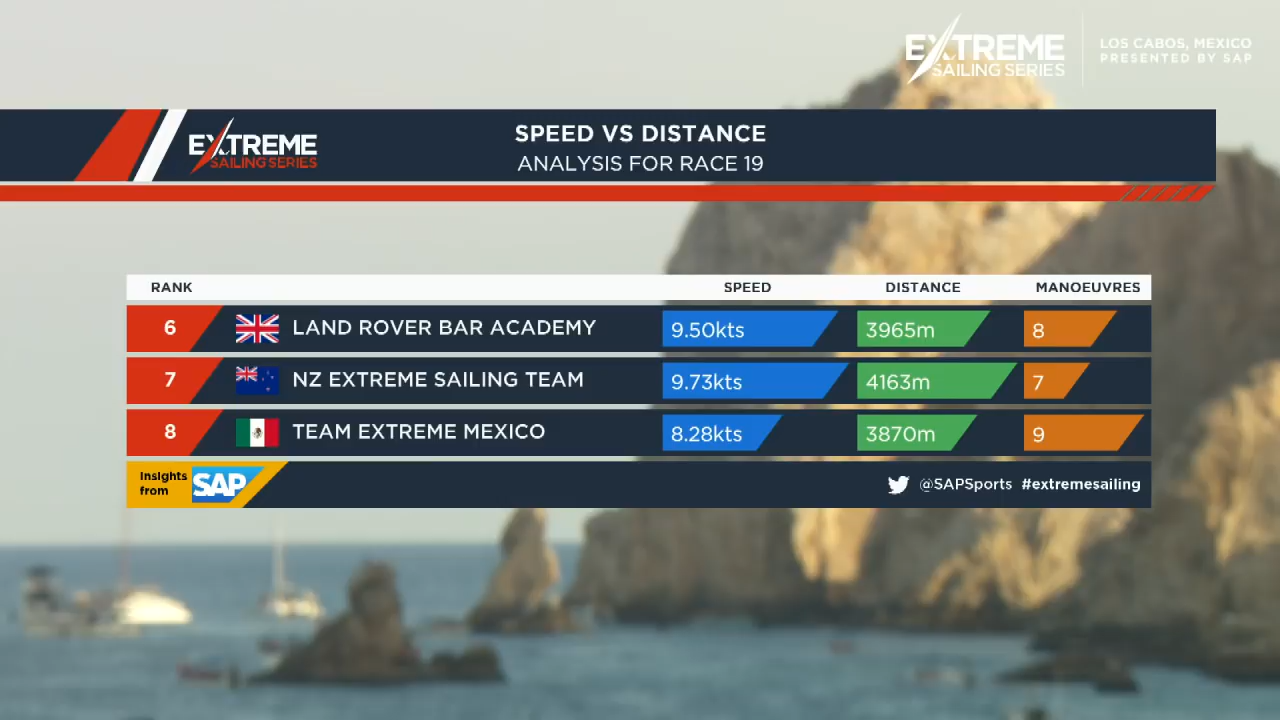 EXTREME
SAILING SERIES
LOS CABOS, MEXICO
PRESENTED BY SAP
EXTREME
SAILING SERIES
SPEED VS DISTANCE
ANALYSIS FOR RACE 19
RANK SPEED DISTANCE MANOEUVRES
6 LAND ROVER BAR ACADEMY 9.50kts 3965m 8
7 NZ EXTREME SAILING TEAM 9.73kts 4163m 7
8 TEAM EXTREME MEXICO 8.28kts 3870m 9
Insights
from
SAP
@SAPSports #extremesailing